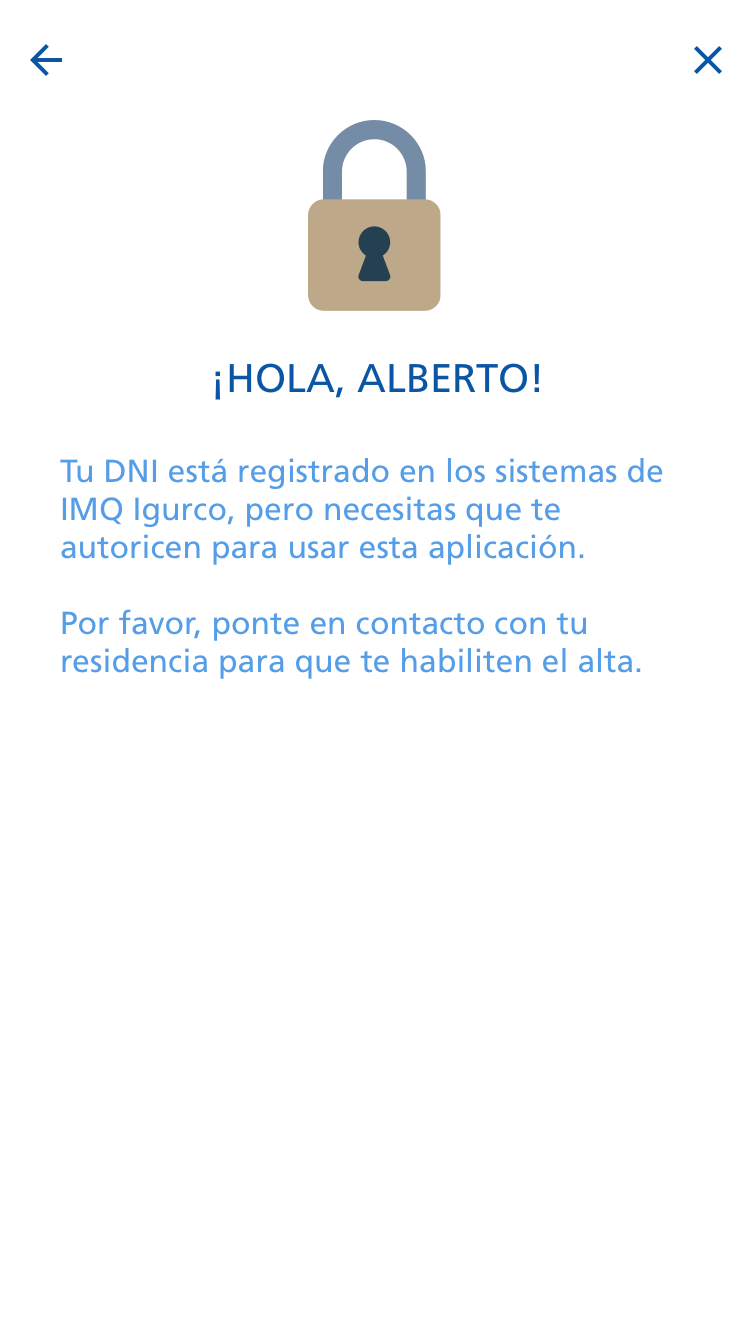 ¡HOLA, ALBERTO!
Tu DNI está registrado en los sistemas de
IMQ Igurco, pero necesitas que te
autoricen para usar esta aplicación.
Por favor, ponte en contacto con tu
residencia para que te habiliten el alta.